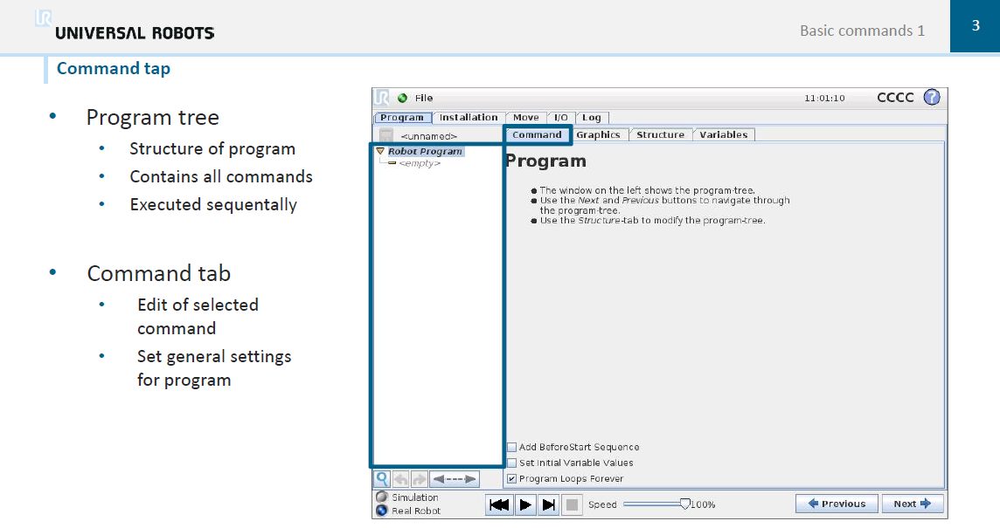 UR
UNIVERSAL ROBOTS
Basic commands 1
3
Command tap
• Program tree
• Structure of program
• Contains all commands
• Executed sequentally
• Command tab
• Edit of selected
command
• Set general settings
for program
UR File 11:01:10 CCCC ?
Program Installation Move I/O Log
<unnamed>
Command Graphics Structure Variables
Robot Program
<empty>
Program
● The window on the left shows the program-tree.
● Use the Next and Previous buttons to navigate through
the program-tree.
● Use the Structure-tab to modify the program-tree.
Add BeforeStart Sequence
Set Initial Variable Values
Program Loops Forever
Simulation
Real Robot
Speed 100%
Previous Next